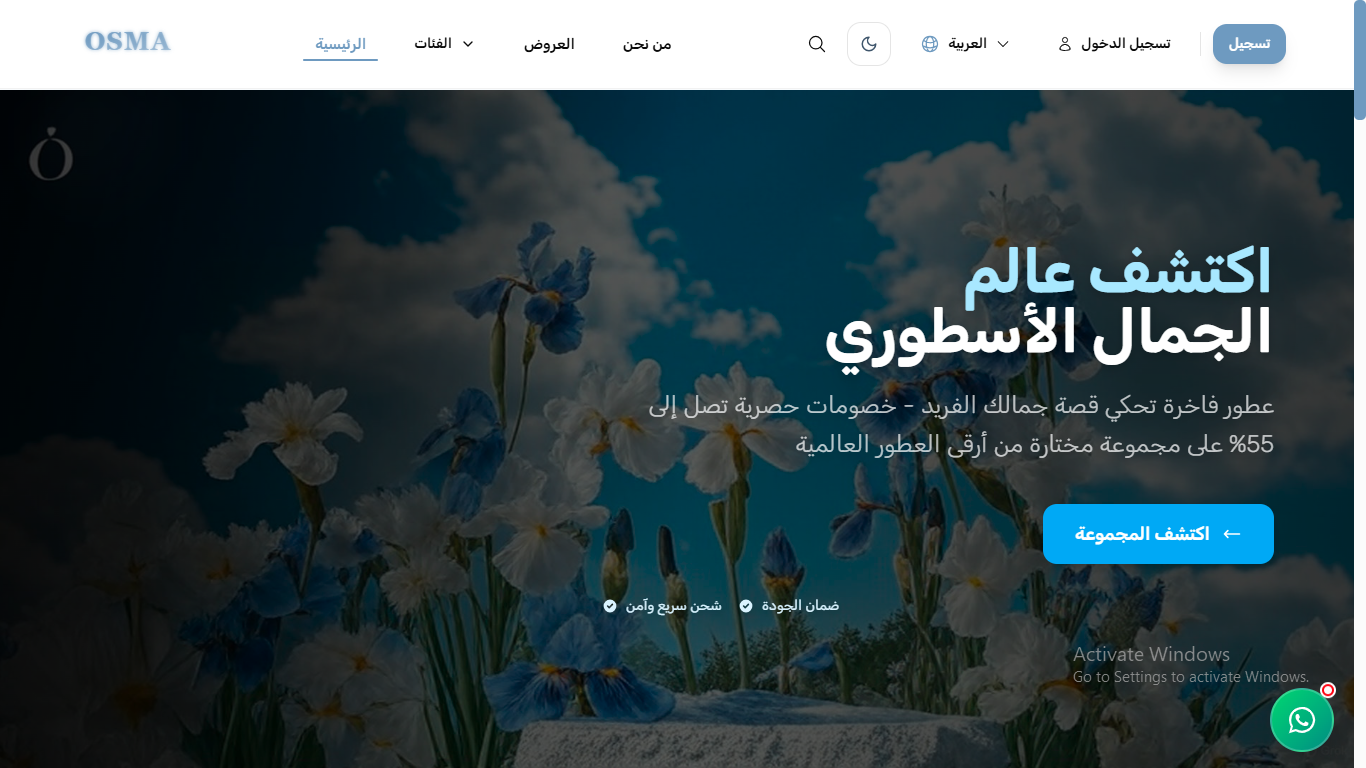 OSMA
الرئيسية
الفئات
العروض
من نحن
العربية
تسجيل الدخول
تسجيل
اكتشف عالم
الجمال الأسطوري
عطور فاخرة تحكي قصة جمالك الفريد - خصومات حصرية تصل إلى
55% على مجموعة مختارة من أرقى العطور العالمية
اكتشف المجموعة
ضمان الجودة
شحن سريع وآمن
Activate Windows
Go to Settings to activate Windows.